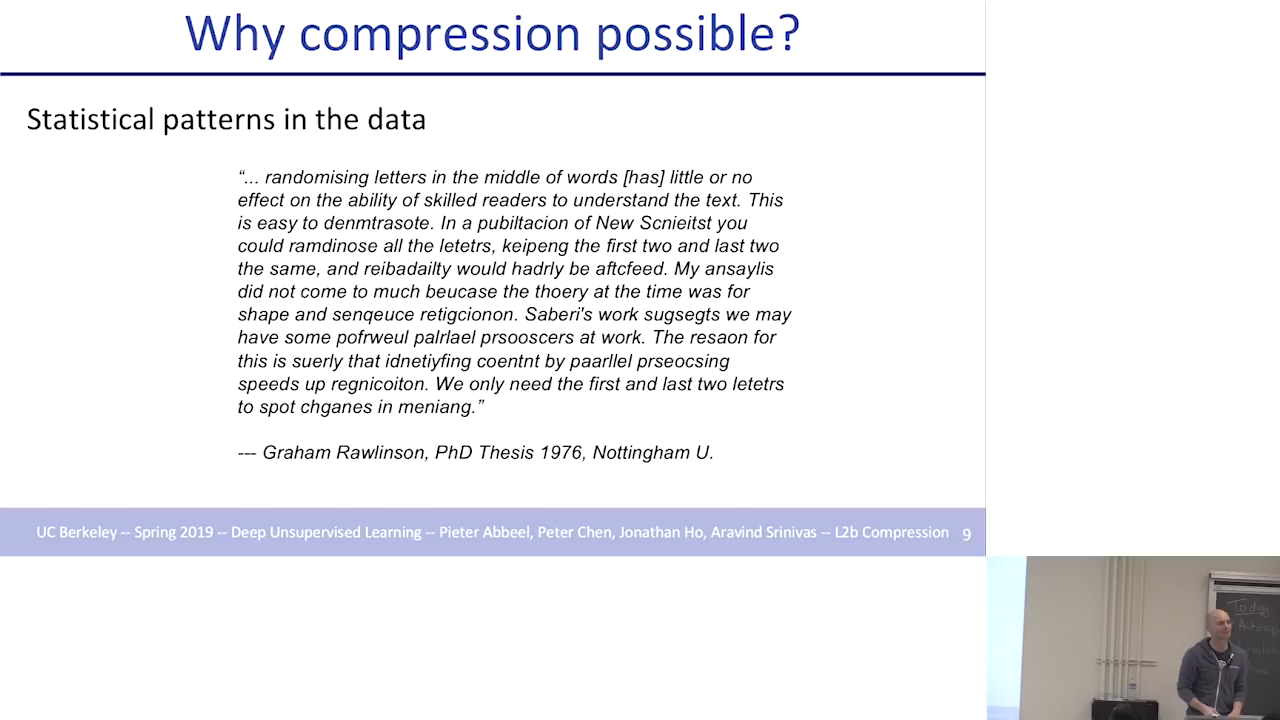 Why compression possible?
Statistical patterns in the data
“... randomising letters in the middle of words [has] little or no
effect on the ability of skilled readers to understand the text. This
is easy to denmtrasote. In a pubiltacion of New Scnieitst you
could ramdinose all the letetrs, keipeng the first two and last two
the same, and reibadailty would hadrly be aftcfeed. My ansaylis
did not come to much beucase the thoery at the time was for
shape and senqeuce retigcionon. Saberi's work sugsegts we may
have some pofrweul palrlael prsooscers at work. The resaon for
this is suerly that idnetiyfing coentnt by paarllel prseocsing
speeds up regnicoiton. We only need the first and last two letetrs
to spot chganes in meniang.”
--- Graham Rawlinson, PhD Thesis 1976, Nottingham U.
UC Berkeley -- Spring 2019 -- Deep Unsupervised Learning -- Pieter Abbeel, Peter Chen, Jonathan Ho, Aravind Srinivas -- L2b Compression 9
Today